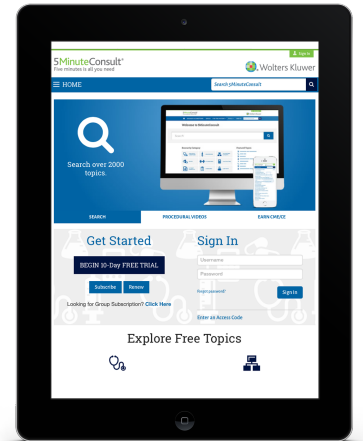 Sign In
5MinuteConsult®
Five minutes is all you need
Wolters Kluwer
HOME
Search 5MinuteConsult
Search over 2000
topics.
SEARCH
PROCEDURAL VIDEOS
EARN CME/CE
Get Started
BEGIN 10-Day FREE TRIAL
Subscribe
Renew
Looking for Group Subscription? Click Here
Sign In
Username
Password
Forgot password?
Sign In
Enter an Access Code
Explore Free Topics